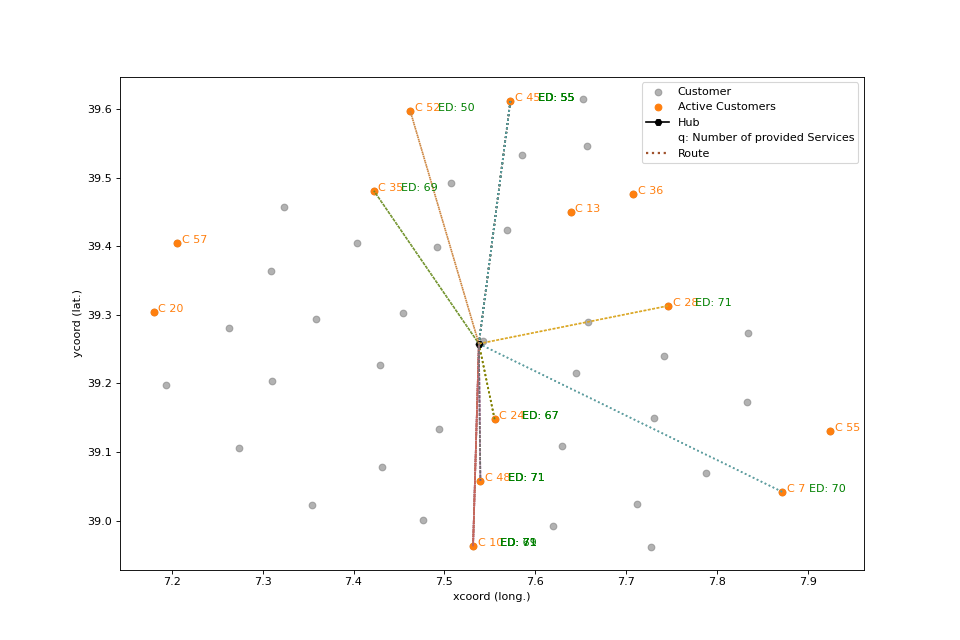 Customer
Active Customers
Hub
q: Number of provided Services
Route
C 52 ED: 50
C 45 ED: 55
C 35 ED: 69
C 36
C 13
C 57
C 20
C 28 ED: 71
C 24 ED: 67
C 55
C 48 ED: 71
C 7 ED: 70
C 10
39.6
39.5
39.4
39.3
39.2
39.1
39.0
ycoord (lat.)
7.2 7.3 7.4 7.5 7.6 7.7 7.8 7.9
xcoord (long.)